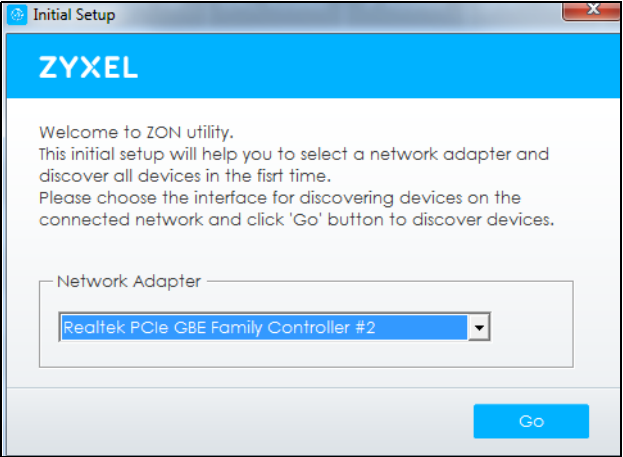 Initial Setup
ZYXEL
Welcome to ZON utility.
This initial setup will help you to select a network adapter and
discover all devices in the fisrt time.
Please choose the interface for discovering devices on the
connected network and click 'Go' button to discover devices.
Network Adapter
Realtek PCIe GBE Family Controller #2
Go